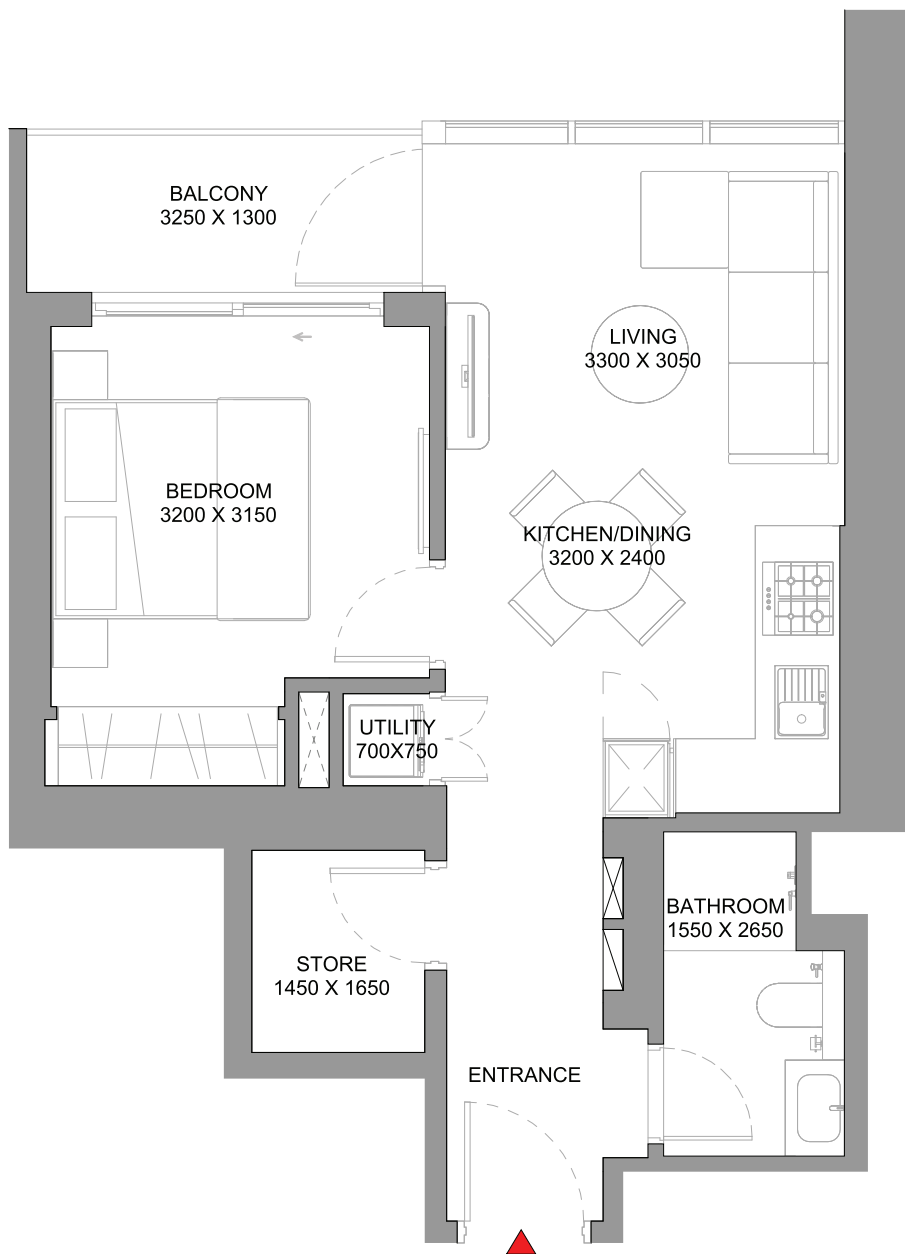 BALCONY
3250 X 1300
LIVING
3300 X 3050
BEDROOM
3200 X 3150
KITCHEN/DINING
3200 X 2400
UTILITY
700X750
BATHROOM
1550 X 2650
STORE
1450 X 1650
ENTRANCE